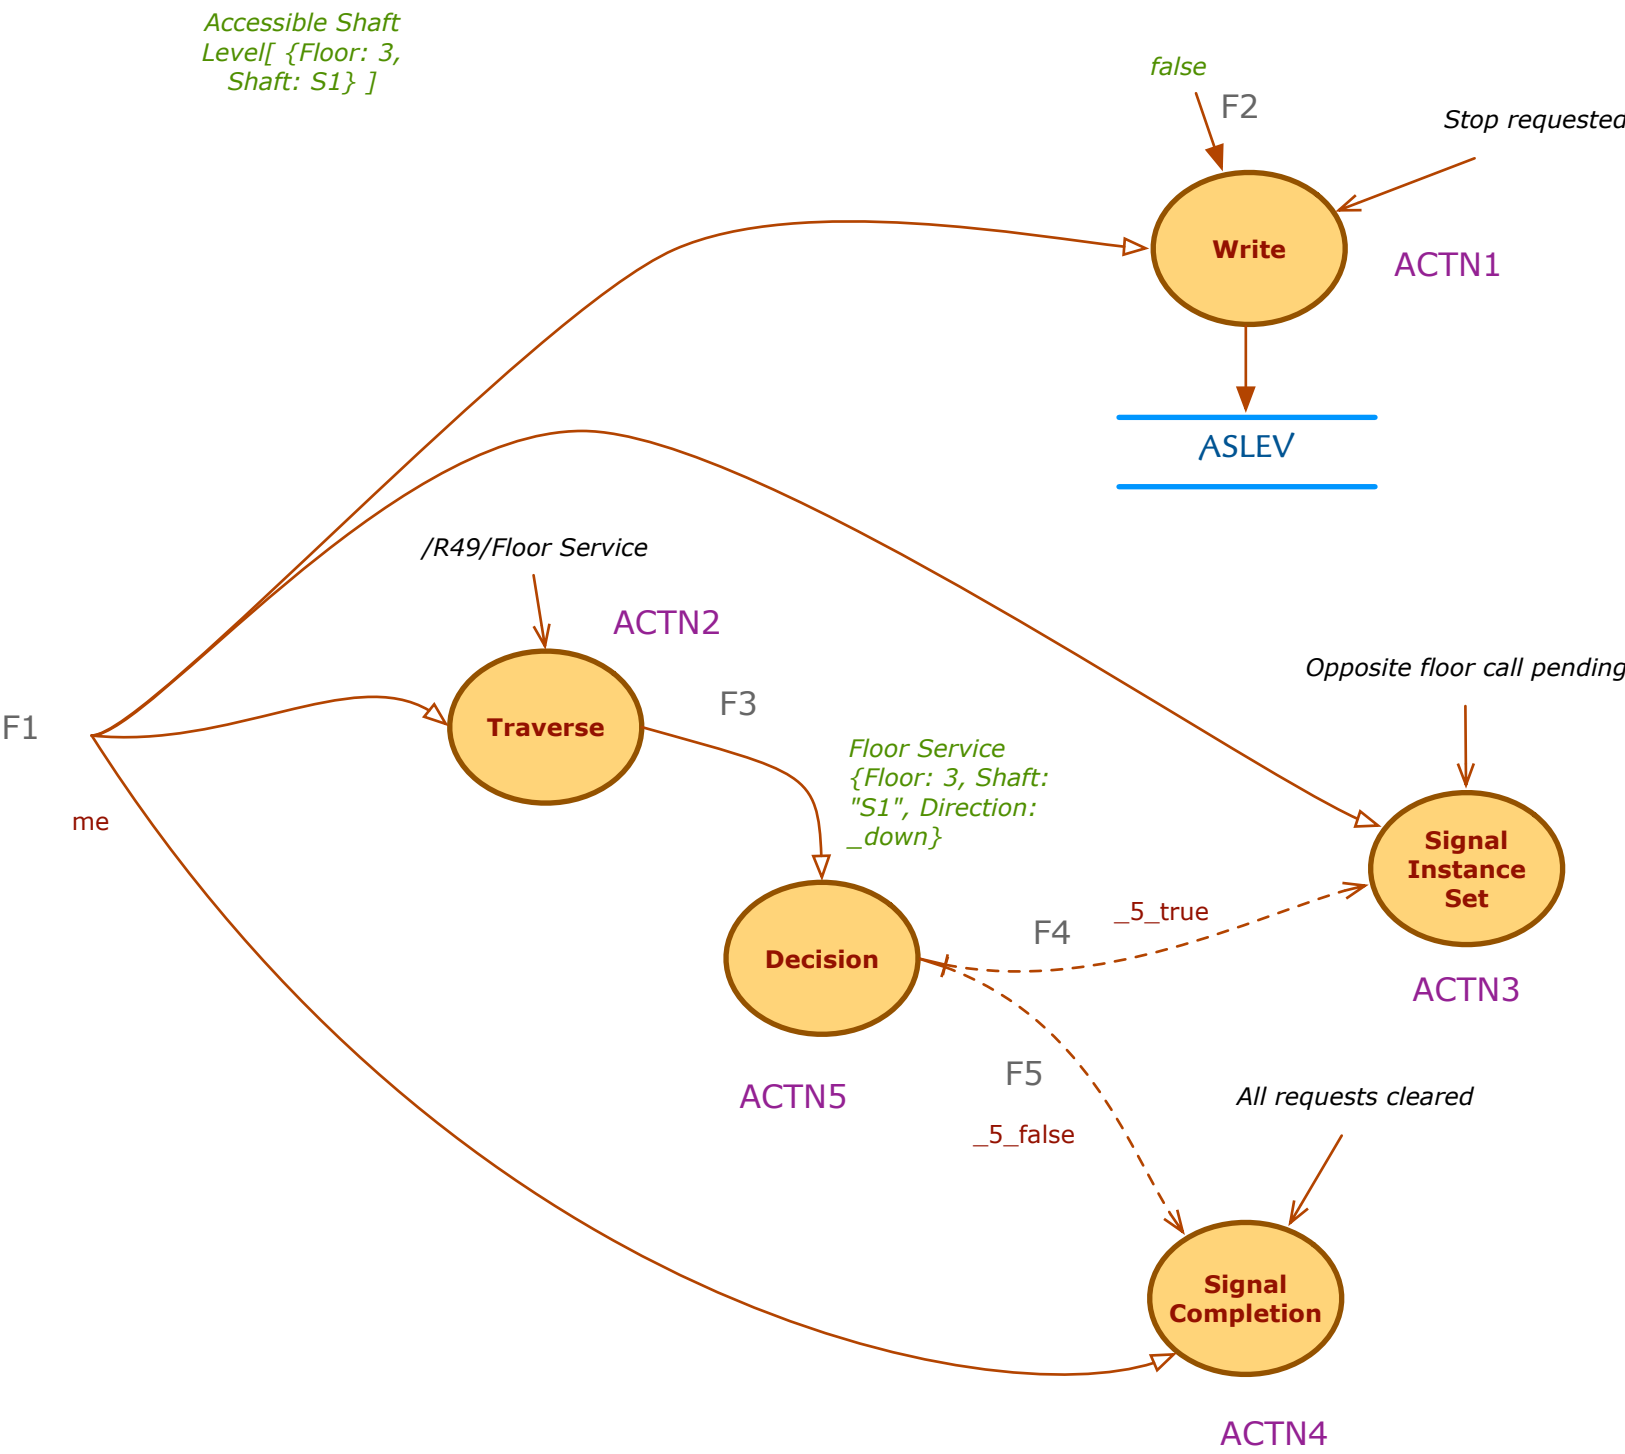 Accessible Shaft
Level[ {Floor: 3,
Shaft: S1} ]
false
F2
Stop requested
Write
ACTN1
ASLEV
/R49/Floor Service
ACTN2
Opposite floor call pending
F1
Traverse
F3
me
Floor Service
{Floor: 3, Shaft:
"S1", Direction:
_down}
Signal
Instance
Set
_5_true
F4
Decision
ACTN3
F5
ACTN5
All requests cleared
_5_false
Signal
Completion
ACTN4